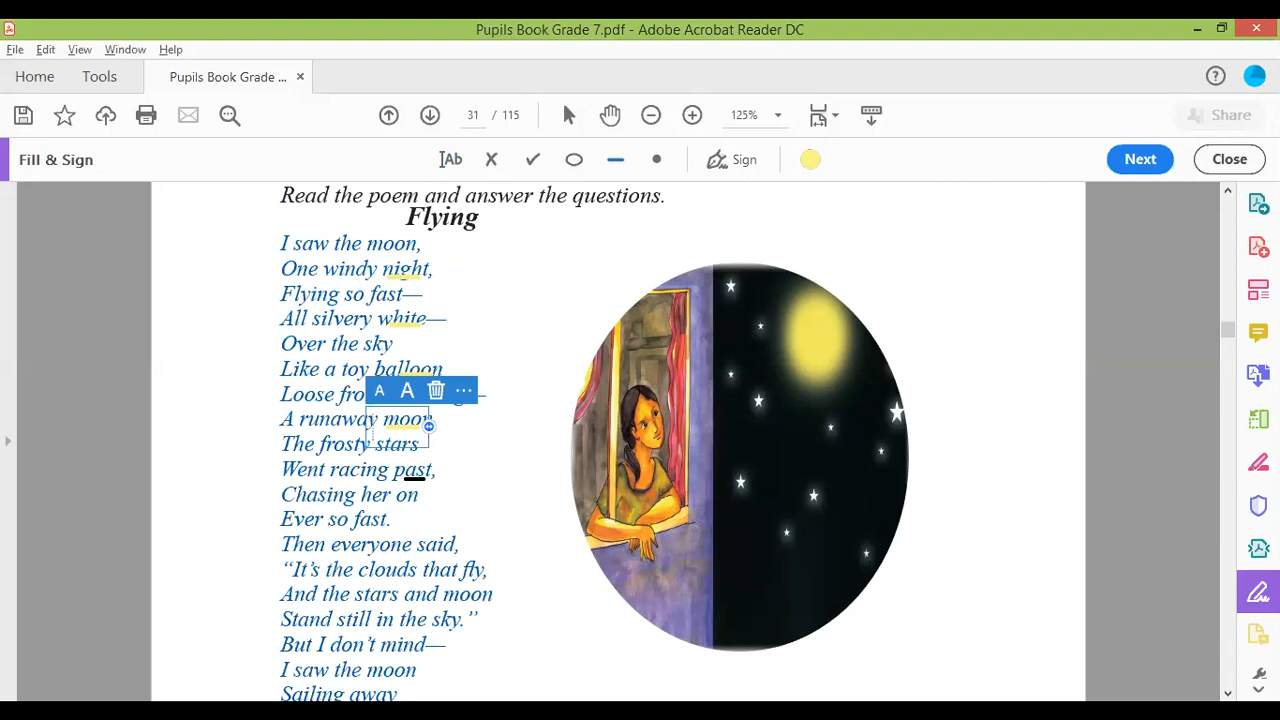 Pupils Book Grade 7.pdf - Adobe Acrobat Reader DC
File Edit View Window Help
Home Tools Pupils Book Grade ... ×
31 / 115 125% Share
Fill & Sign Ab Sign Next Close
Read the poem and answer the questions.
Flying
I saw the moon,
One windy night,
Flying so fast—
All silvery white—
Over the sky
Like a toy balloon
Loose fro
A A ...
A runaway moon
The frosty stars
Went racing past,
Chasing her on
Ever so fast.
Then everyone said,
“It’s the clouds that fly,
And the stars and moon
Stand still in the sky.”
But I don’t mind—
I saw the moon
Sailing away